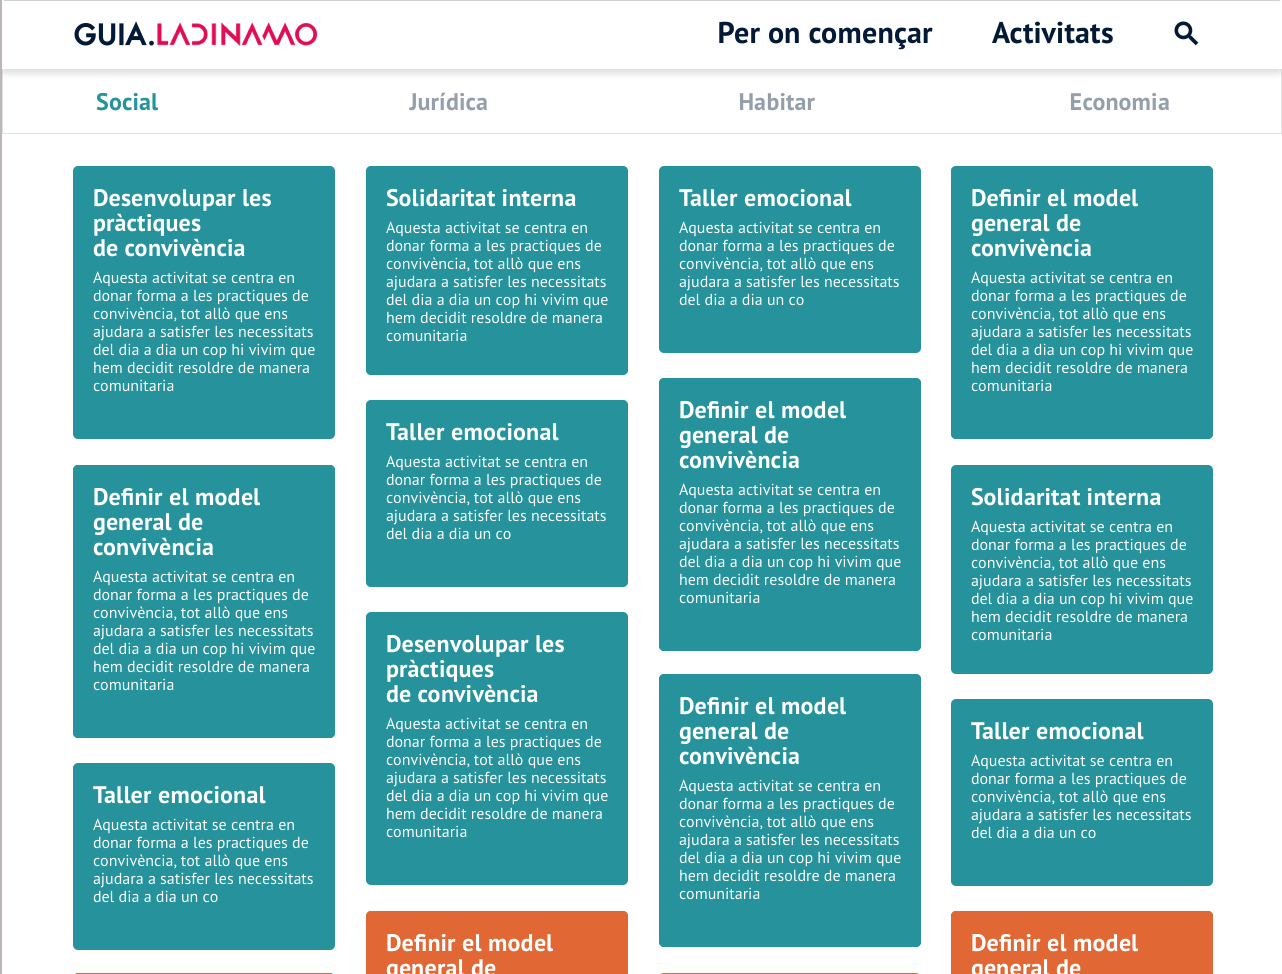 GUIA.LADINAMO
Per on començar
Activitats
Social
Jurídica
Habitar
Economia
Desenvolupar les
pràctiques
de convivència
Aquesta activitat se centra en
donar forma a les practiques de
convivència, tot allò que ens
ajudara a satisfer les necessitats
del dia a dia un cop hi vivim que
hem decidit resoldre de manera
comunitaria
Definir el model
general de
convivència
Aquesta activitat se centra en
donar forma a les practiques de
convivència, tot allò que ens
ajudara a satisfer les necessitats
del dia a dia un cop hi vivim que
hem decidit resoldre de manera
comunitaria
Taller emocional
Aquesta activitat se centra en
donar forma a les practiques de
convivència, tot allò que ens
ajudara a satisfer les necessitats
del dia a dia un co
Solidaritat interna
Aquesta activitat se centra en
donar forma a les practiques de
convivència, tot allò que ens
ajudara a satisfer les necessitats
del dia a dia un cop hi vivim que
hem decidit resoldre de manera
comunitaria
Taller emocional
Aquesta activitat se centra en
donar forma a les practiques de
convivència, tot allò que ens
ajudara a satisfer les necessitats
del dia a dia un co
Desenvolupar les
pràctiques
de convivència
Aquesta activitat se centra en
donar forma a les practiques de
convivència, tot allò que ens
ajudara a satisfer les necessitats
del dia a dia un cop hi vivim que
hem decidit resoldre de manera
comunitaria
Definir el model
general de
Taller emocional
Aquesta activitat se centra en
donar forma a les practiques de
convivència, tot allò que ens
ajudara a satisfer les necessitats
del dia a dia un co
Definir el model
general de
convivència
Aquesta activitat se centra en
donar forma a les practiques de
convivència, tot allò que ens
ajudara a satisfer les necessitats
del dia a dia un cop hi vivim que
hem decidit resoldre de manera
comunitaria
Definir el model
general de
convivència
Aquesta activitat se centra en
donar forma a les practiques de
convivència, tot allò que ens
ajudara a satisfer les necessitats
del dia a dia un cop hi vivim que
hem decidit resoldre de manera
comunitaria
Definir el model
general de
convivència
Aquesta activitat se centra en
donar forma a les practiques de
convivència, tot allò que ens
ajudara a satisfer les necessitats
del dia a dia un cop hi vivim que
hem decidit resoldre de manera
comunitaria
Solidaritat interna
Aquesta activitat se centra en
donar forma a les practiques de
convivència, tot allò que ens
ajudara a satisfer les necessitats
del dia a dia un cop hi vivim que
hem decidit resoldre de manera
comunitaria
Taller emocional
Aquesta activitat se centra en
donar forma a les practiques de
convivència, tot allò que ens
ajudara a satisfer les necessitats
del dia a dia un co
Definir el model
general de